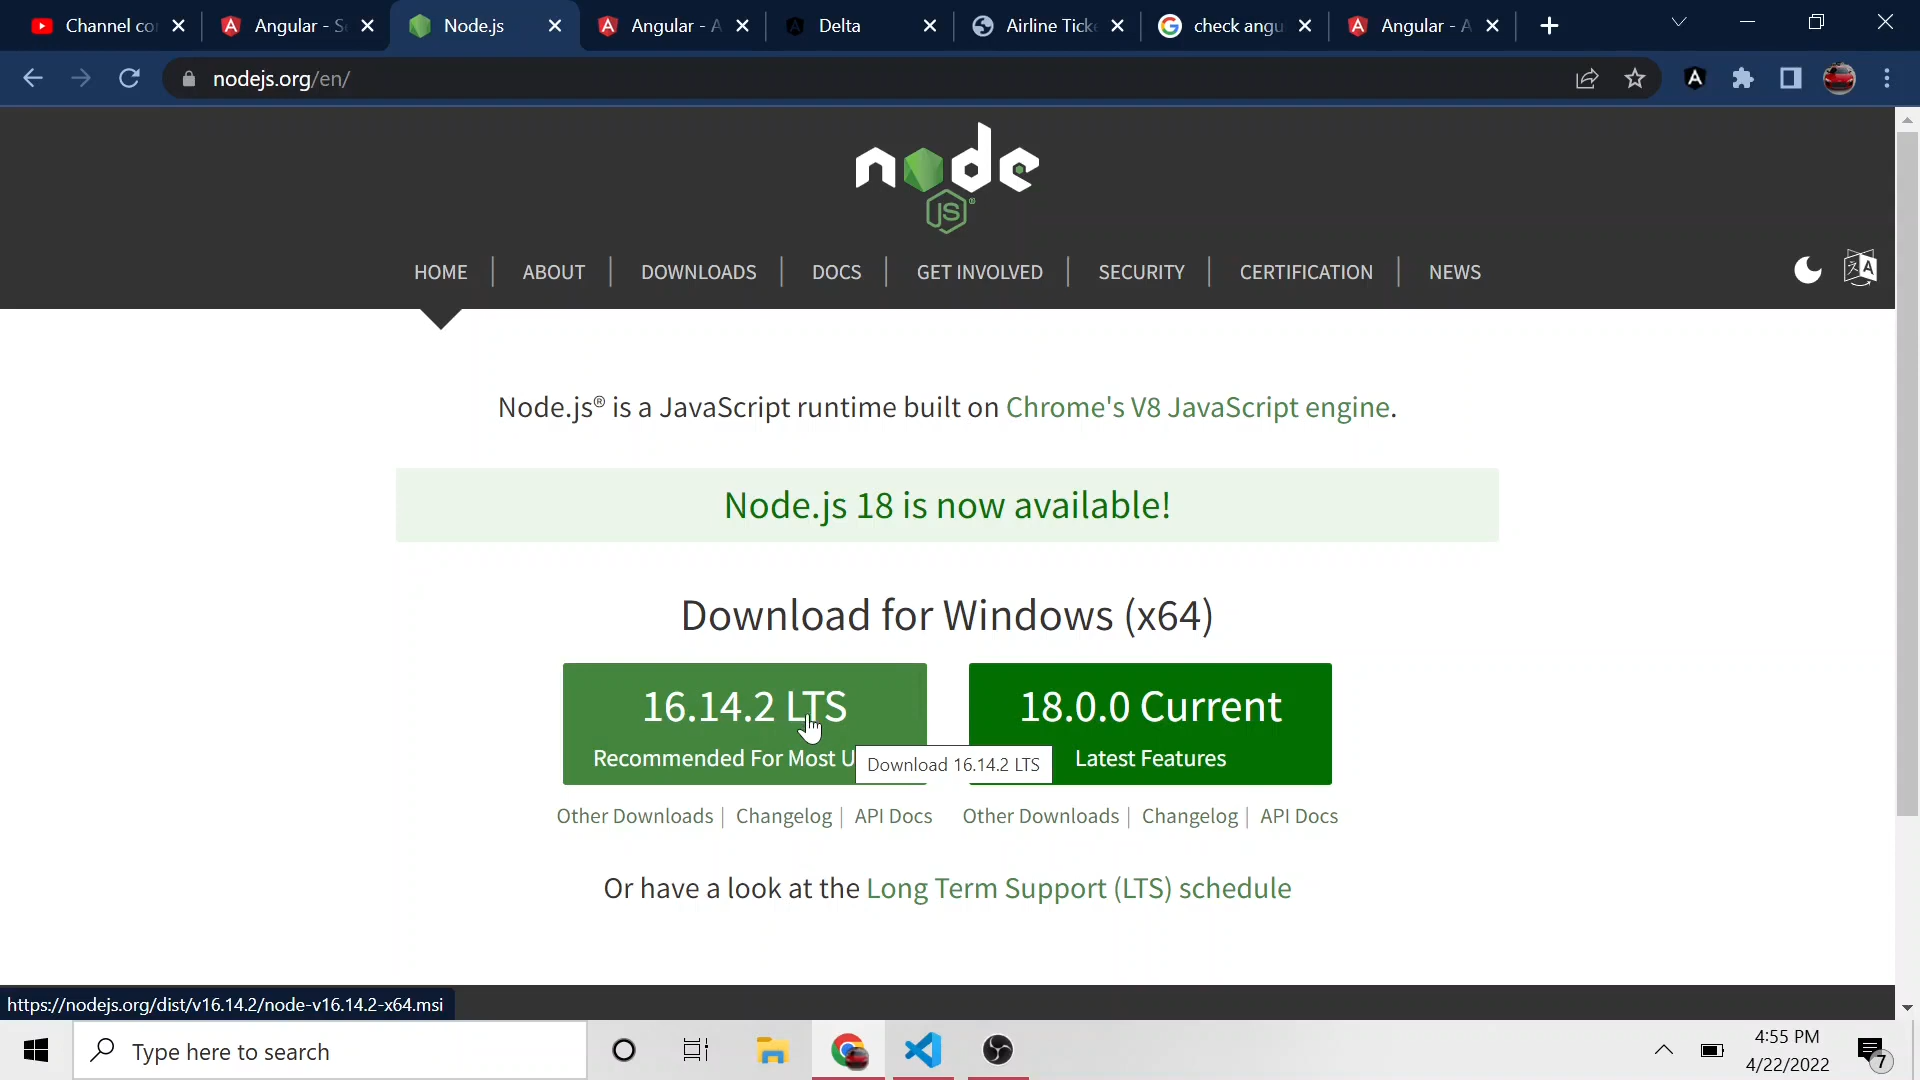 Channel co
Angular - S
Node.js
Angular - A
Delta
Airline Ticke
check angu
Angular - A
nodejs.org/en/
node
JS
HOME
ABOUT
DOWNLOADS
DOCS
GET INVOLVED
SECURITY
CERTIFICATION
NEWS
Node.js® is a JavaScript runtime built on Chrome's V8 JavaScript engine.
Node.js 18 is now available!
Download for Windows (x64)
16.14.2 LTS
Recommended For Most U
18.0.0 Current
Latest Features
Download 16.14.2 LTS
Other Downloads | Changelog | API Docs
Other Downloads | Changelog | API Docs
Or have a look at the Long Term Support (LTS) schedule
https://nodejs.org/dist/v16.14.2/node-v16.14.2-x64.msi
Type here to search
4:55 PM
4/22/2022
7